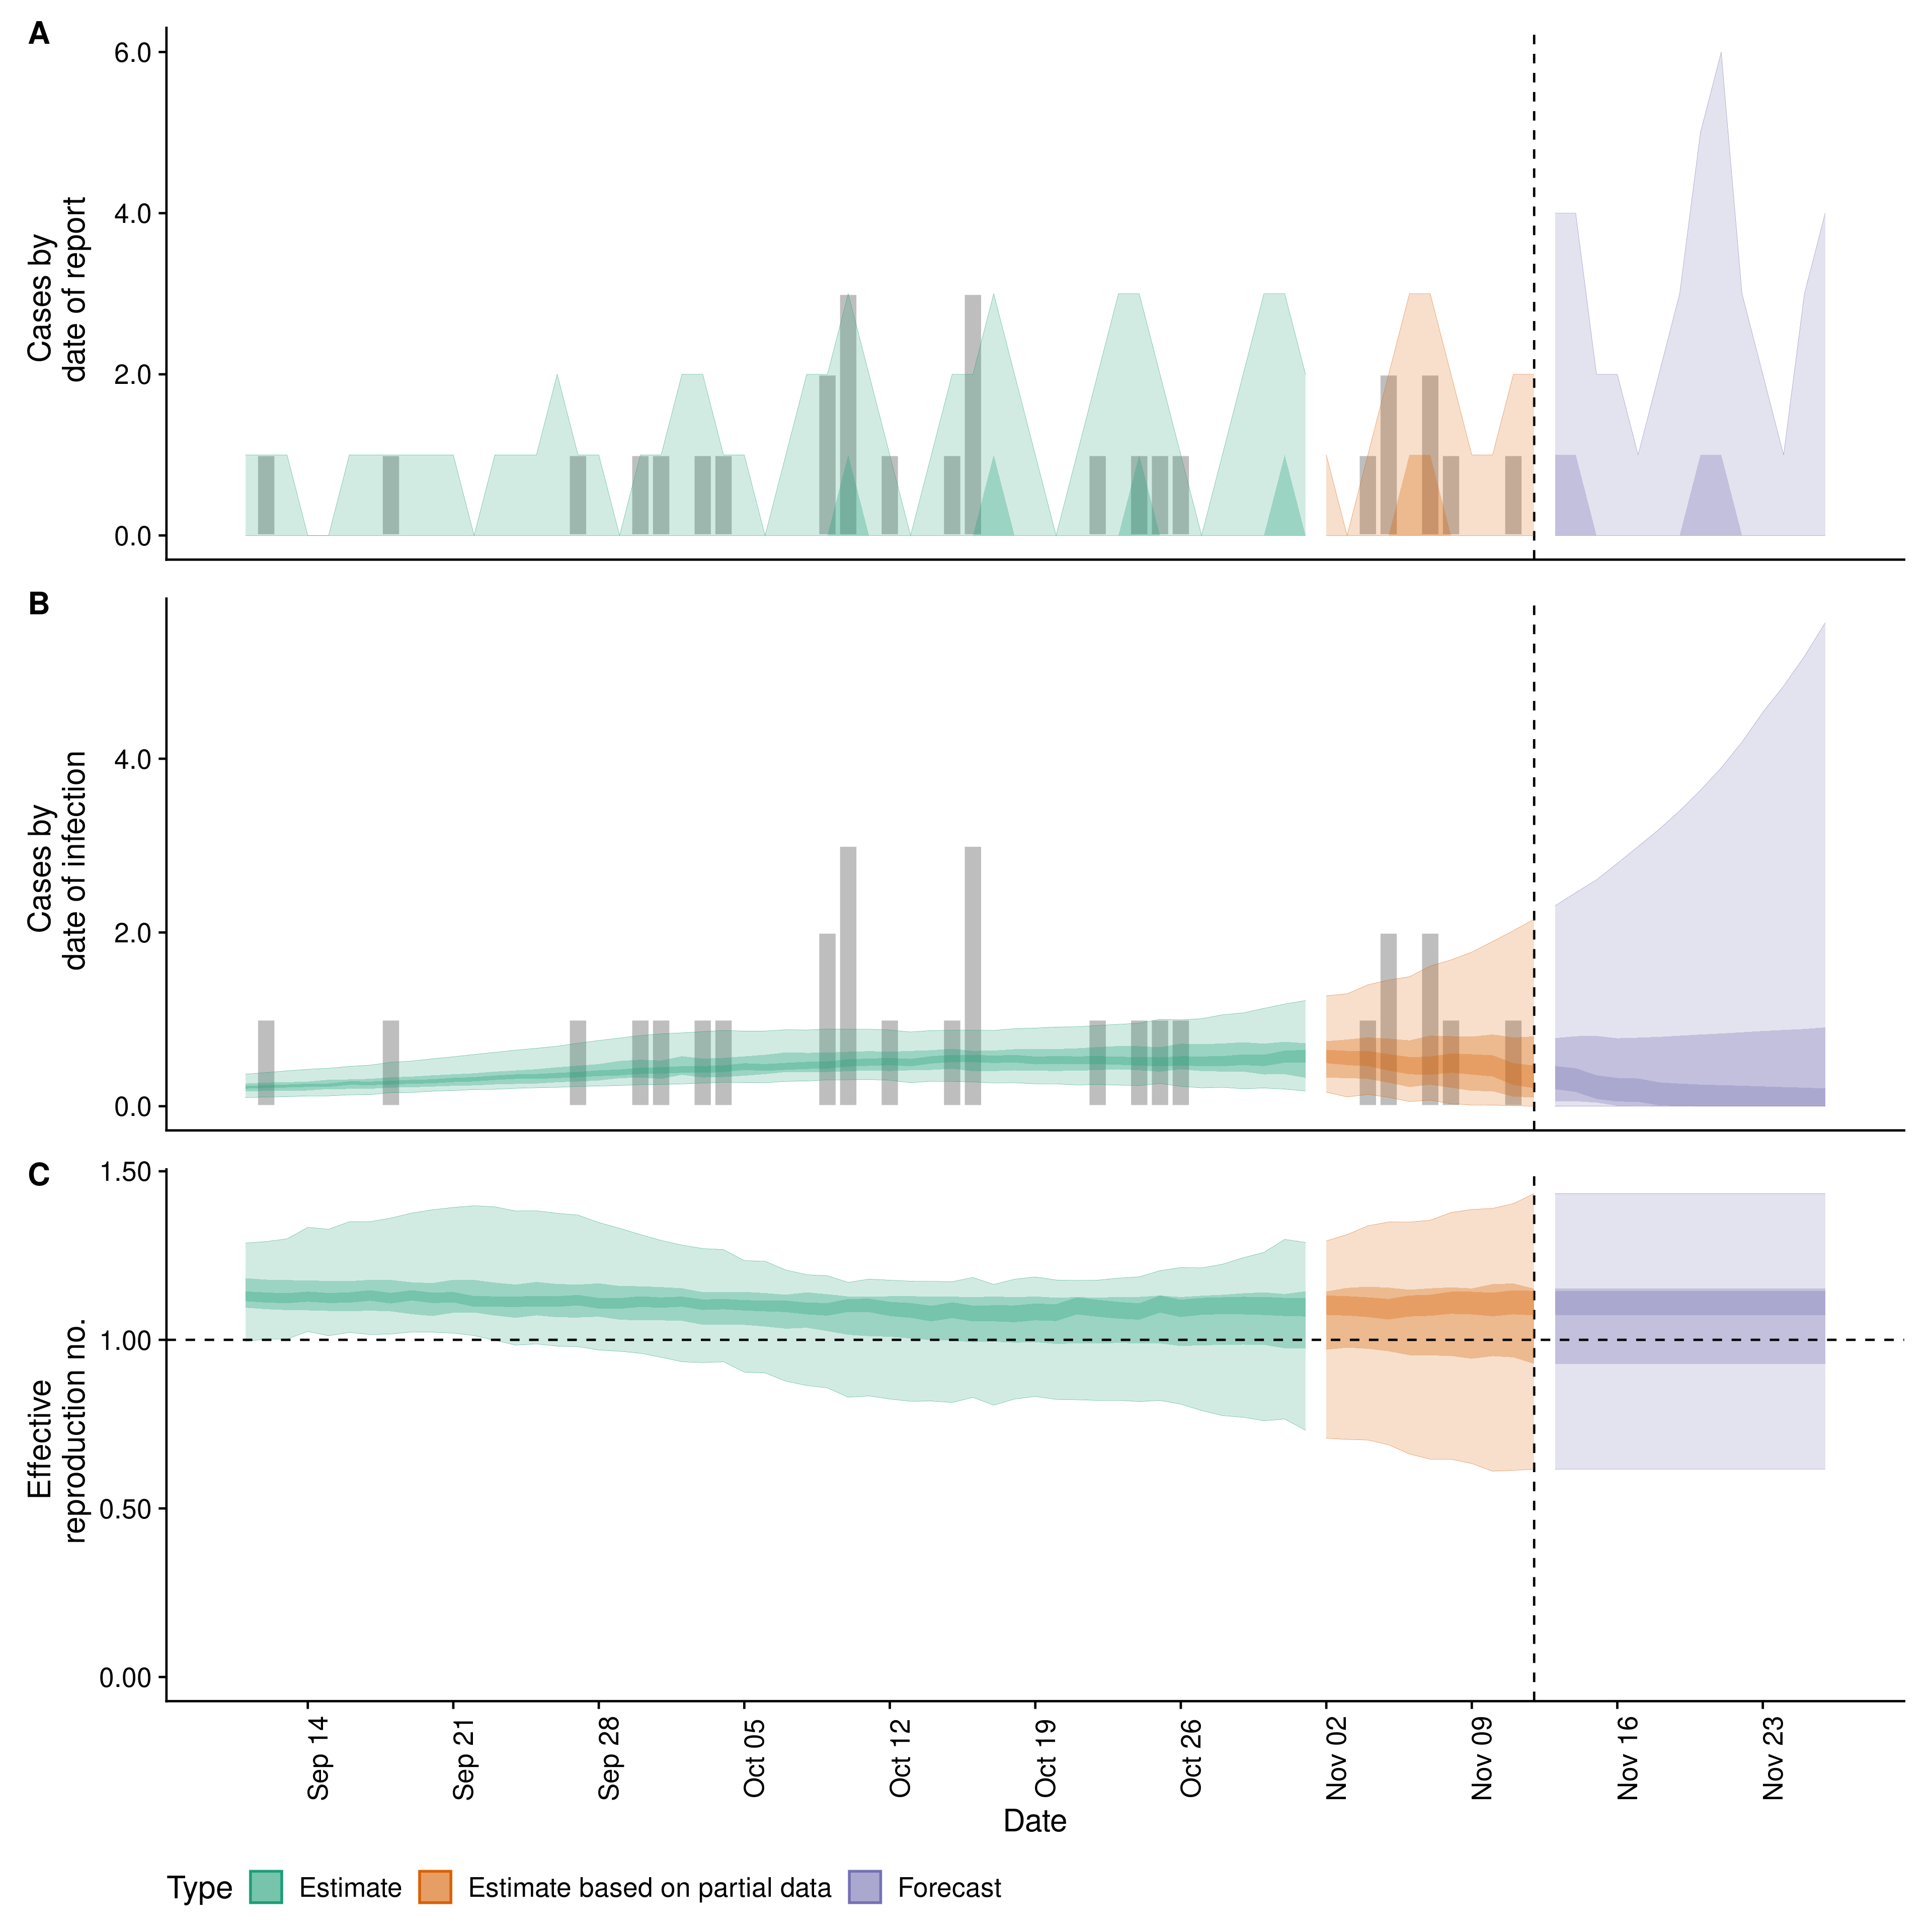 A
Cases by
date of report
6.0
4.0
2.0
0.0
B
Cases by
date of infection
4.0
2.0
0.0
C
Effective
reproduction no.
1.50
1.00
0.50
0.00
Sep 14
Sep 21
Sep 28
Oct 05
Oct 12
Oct 19
Oct 26
Nov 02
Nov 09
Nov 16
Nov 23
Date
Type Estimate Estimate based on partial data Forecast